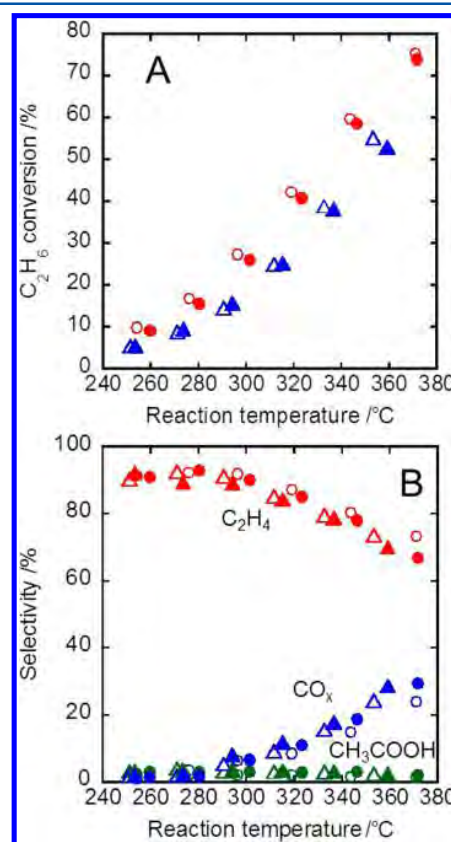 80
70
60
50
40
30
20
10
0
A
C2H6 conversion /%
240 260 280 300 320 340 360 380
Reaction temperature /°C
100
80
60
40
20
0
B
C2H4
COx
CH3COOH
Selectivity /%
240 260 280 300 320 340 360 380
Reaction temperature /°C